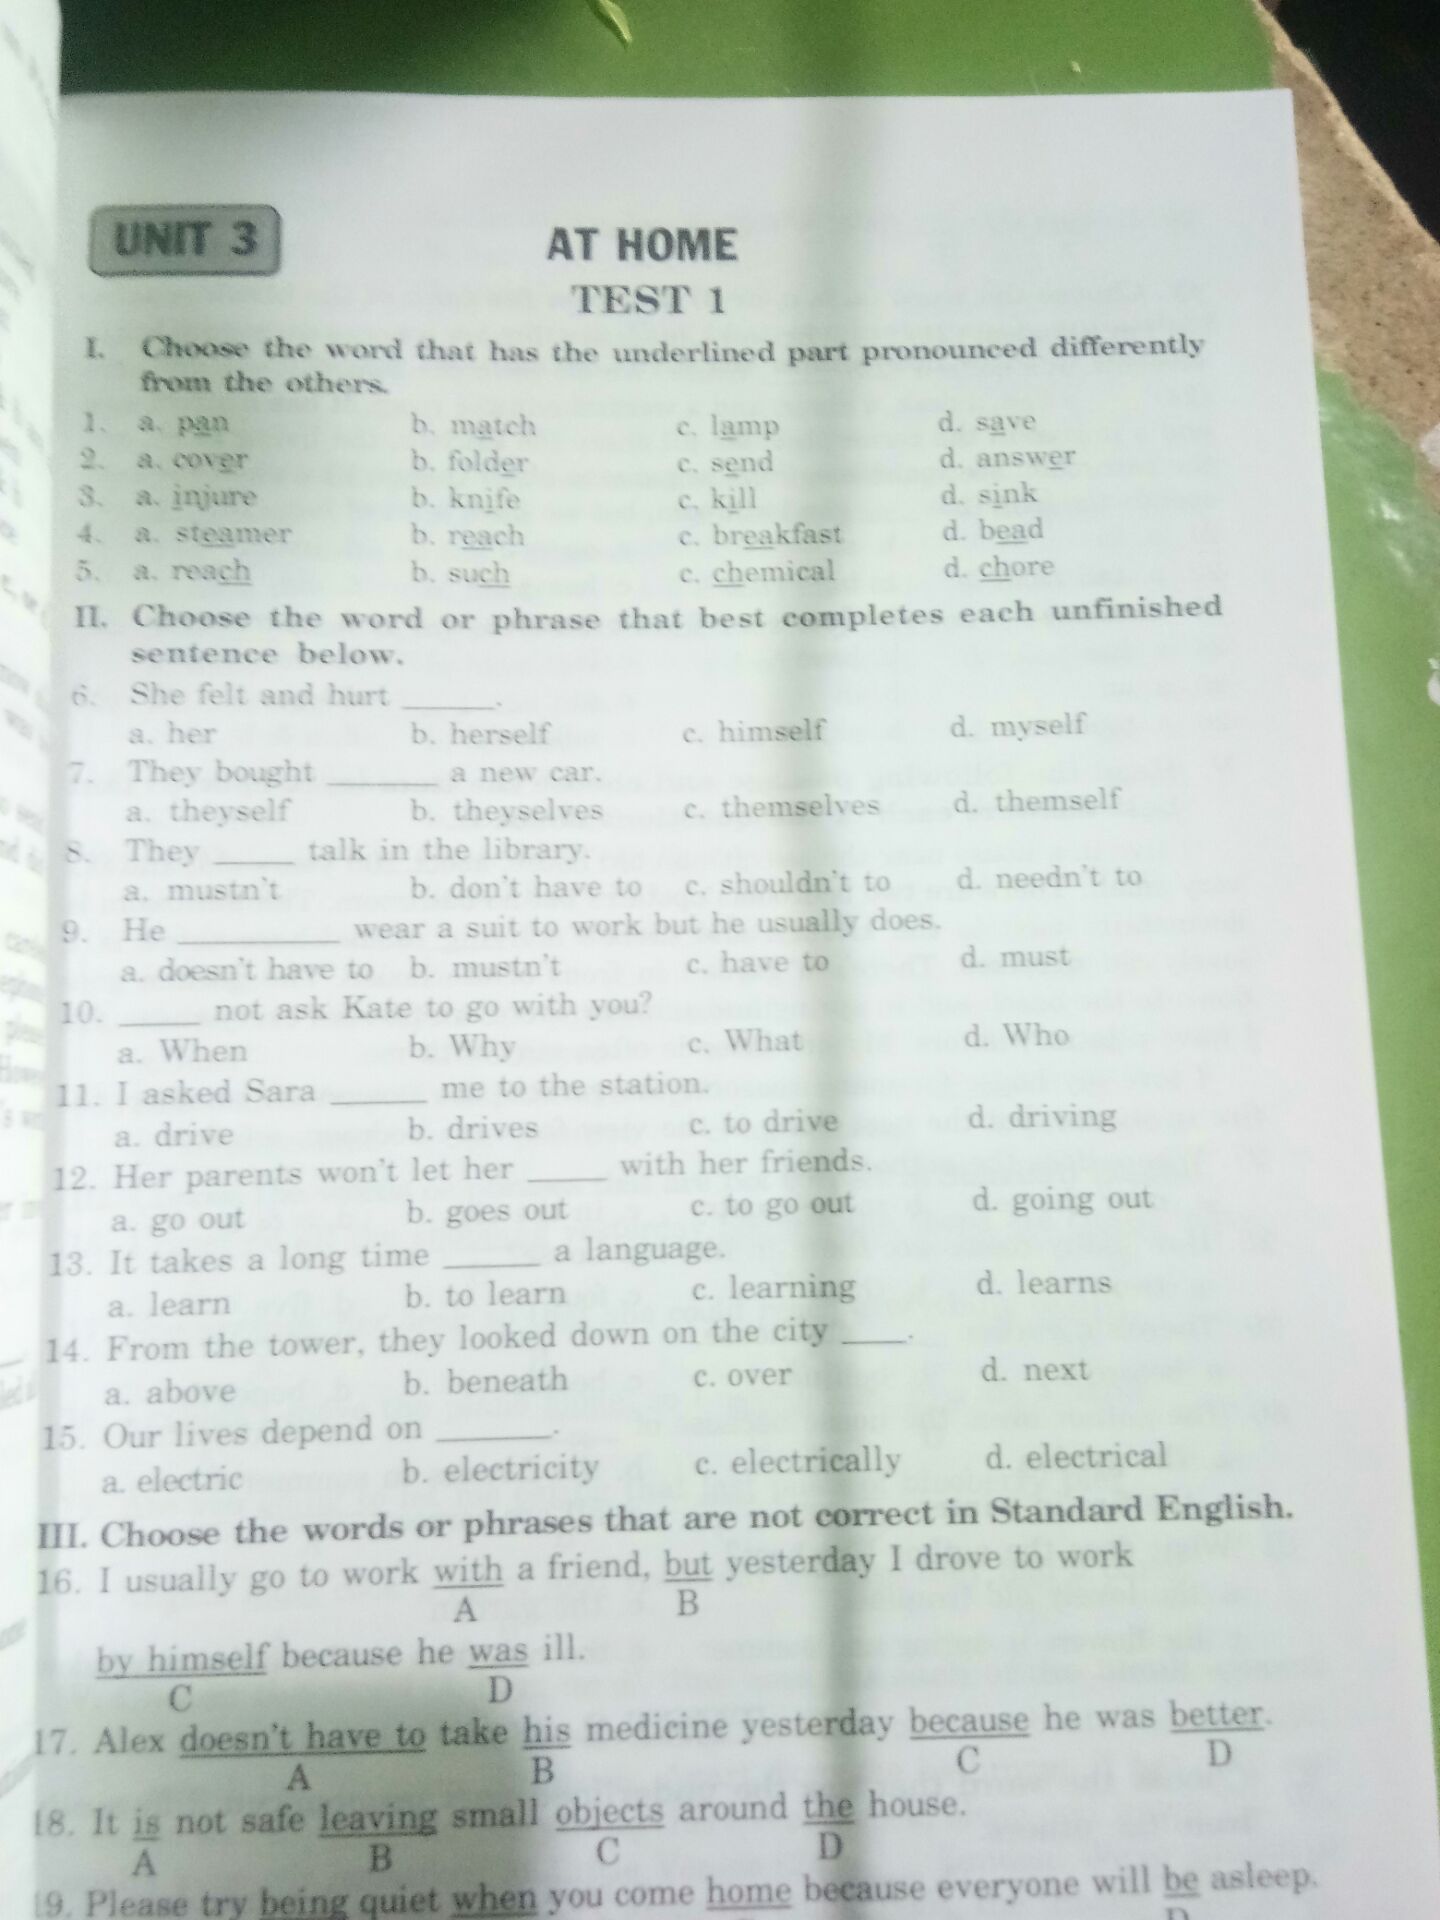 UNIT 3
AT HOME
TEST 1
I. Choose the word that has the underlined part pronounced differently
from the others.
1. a. pan b. match c. lamp d. save
2. a. cover b. folder c. send d. answer
3. a. injure b. knife c. kill d. sink
4. a. steamer b. reach c. breakfast d. bead
5. a. reach b. such c. chemical d. chore
II. Choose the word or phrase that best completes each unfinished
sentence below.
6. She felt and hurt ______.
a. her b. herself c. himself d. myself
7. They bought _______ a new car.
a. theyself b. theyselves c. themselves d. themself
8. They _____ talk in the library.
a. mustn't b. don't have to c. shouldn't to d. needn't to
9. He __________ wear a suit to work but he usually does.
a. doesn't have to b. mustn't c. have to d. must
10. _____ not ask Kate to go with you?
a. When b. Why c. What d. Who
11. I asked Sara ______ me to the station.
a. drive b. drives c. to drive d. driving
12. Her parents won't let her _____ with her friends.
a. go out b. goes out c. to go out d. going out
13. It takes a long time ______ a language.
a. learn b. to learn c. learning d. learns
14. From the tower, they looked down on the city ____.
a. above b. beneath c. over d. next
15. Our lives depend on _______.
a. electric b. electricity c. electrically d. electrical
III. Choose the words or phrases that are not correct in Standard English.
16. I usually go to work with a friend, but yesterday I drove to work
A B
by himself because he was ill.
C D
17. Alex doesn't have to take his medicine yesterday because he was better.
A B C D
18. It is not safe leaving small objects around the house.
A B C D
19. Please try being quiet when you come home because everyone will be asleep.
D